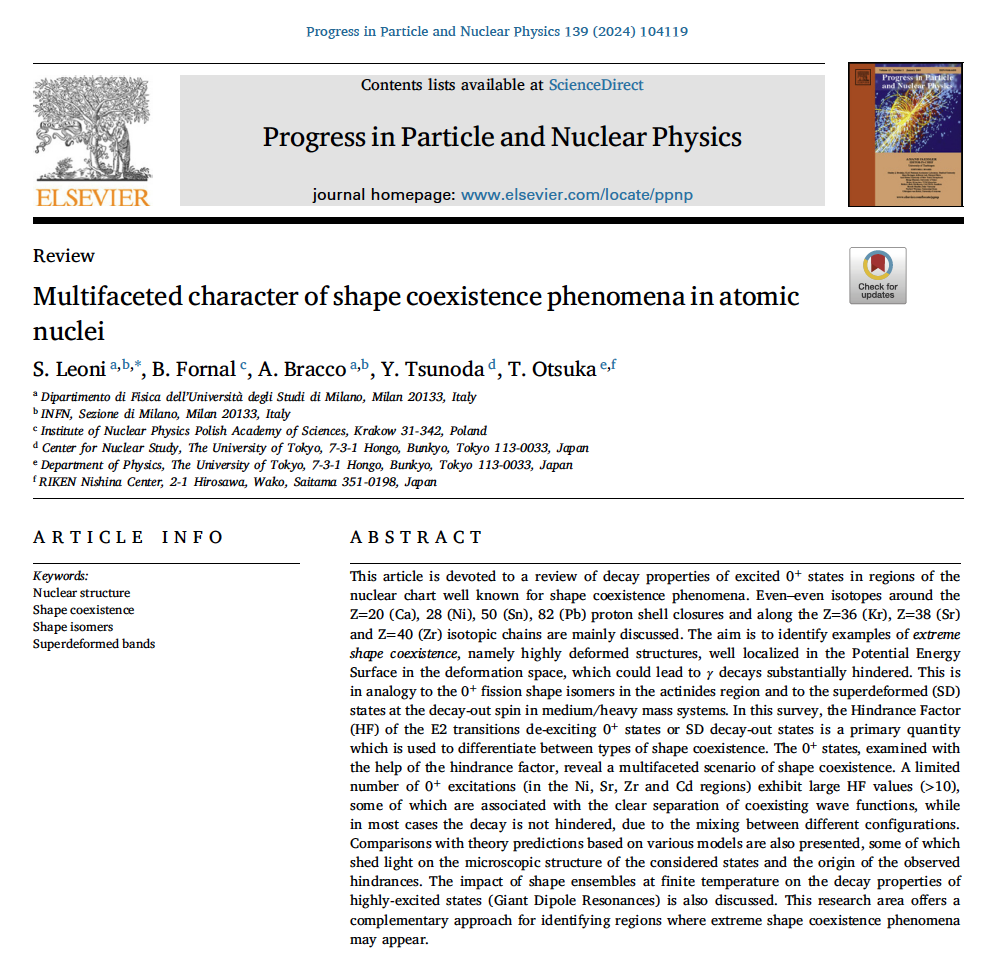 Progress in Particle and Nuclear Physics 139 (2024) 104119
Contents lists available at ScienceDirect
Progress in Particle and Nuclear Physics
journal homepage: www.elsevier.com/locate/ppnp
ELSEVIER
Progress in Particle
and Nuclear Physics
Review
Check for
updates
Multifaceted character of shape coexistence phenomena in atomic
nuclei
S. Leoni a,b,*, B. Fornal c, A. Bracco a,b, Y. Tsunoda d, T. Otsuka e,f
a Dipartimento di Fisica dell'Università degli Studi di Milano, Milan 20133, Italy
b INFN, Sezione di Milano, Milan 20133, Italy
c Institute of Nuclear Physics Polish Academy of Sciences, Krakow 31-342, Poland
d Center for Nuclear Study, The University of Tokyo, 7-3-1 Hongo, Bunkyo, Tokyo 113-0033, Japan
e Department of Physics, The University of Tokyo, 7-3-1 Hongo, Bunkyo, Tokyo 113-0033, Japan
f RIKEN Nishina Center, 2-1 Hirosawa, Wako, Saitama 351-0198, Japan
ARTICLE INFO
Keywords:
Nuclear structure
Shape coexistence
Shape isomers
Superdeformed bands
ABSTRACT
This article is devoted to a review of decay properties of excited 0⁺ states in regions of the
nuclear chart well known for shape coexistence phenomena. Even–even isotopes around the
Z=20 (Ca), 28 (Ni), 50 (Sn), 82 (Pb) proton shell closures and along the Z=36 (Kr), Z=38 (Sr)
and Z=40 (Zr) isotopic chains are mainly discussed. The aim is to identify examples of extreme
shape coexistence, namely highly deformed structures, well localized in the Potential Energy
Surface in the deformation space, which could lead to γ decays substantially hindered. This is
in analogy to the 0⁺ fission shape isomers in the actinides region and to the superdeformed (SD)
states at the decay-out spin in medium/heavy mass systems. In this survey, the Hindrance Factor
(HF) of the E2 transitions de-exciting 0⁺ states or SD decay-out states is a primary quantity
which is used to differentiate between types of shape coexistence. The 0⁺ states, examined with
the help of the hindrance factor, reveal a multifaceted scenario of shape coexistence. A limited
number of 0⁺ excitations (in the Ni, Sr, Zr and Cd regions) exhibit large HF values (>10),
some of which are associated with the clear separation of coexisting wave functions, while
in most cases the decay is not hindered, due to the mixing between different configurations.
Comparisons with theory predictions based on various models are also presented, some of which
shed light on the microscopic structure of the considered states and the origin of the observed
hindrances. The impact of shape ensembles at finite temperature on the decay properties of
highly-excited states (Giant Dipole Resonances) is also discussed. This research area offers a
complementary approach for identifying regions where extreme shape coexistence phenomena
may appear.